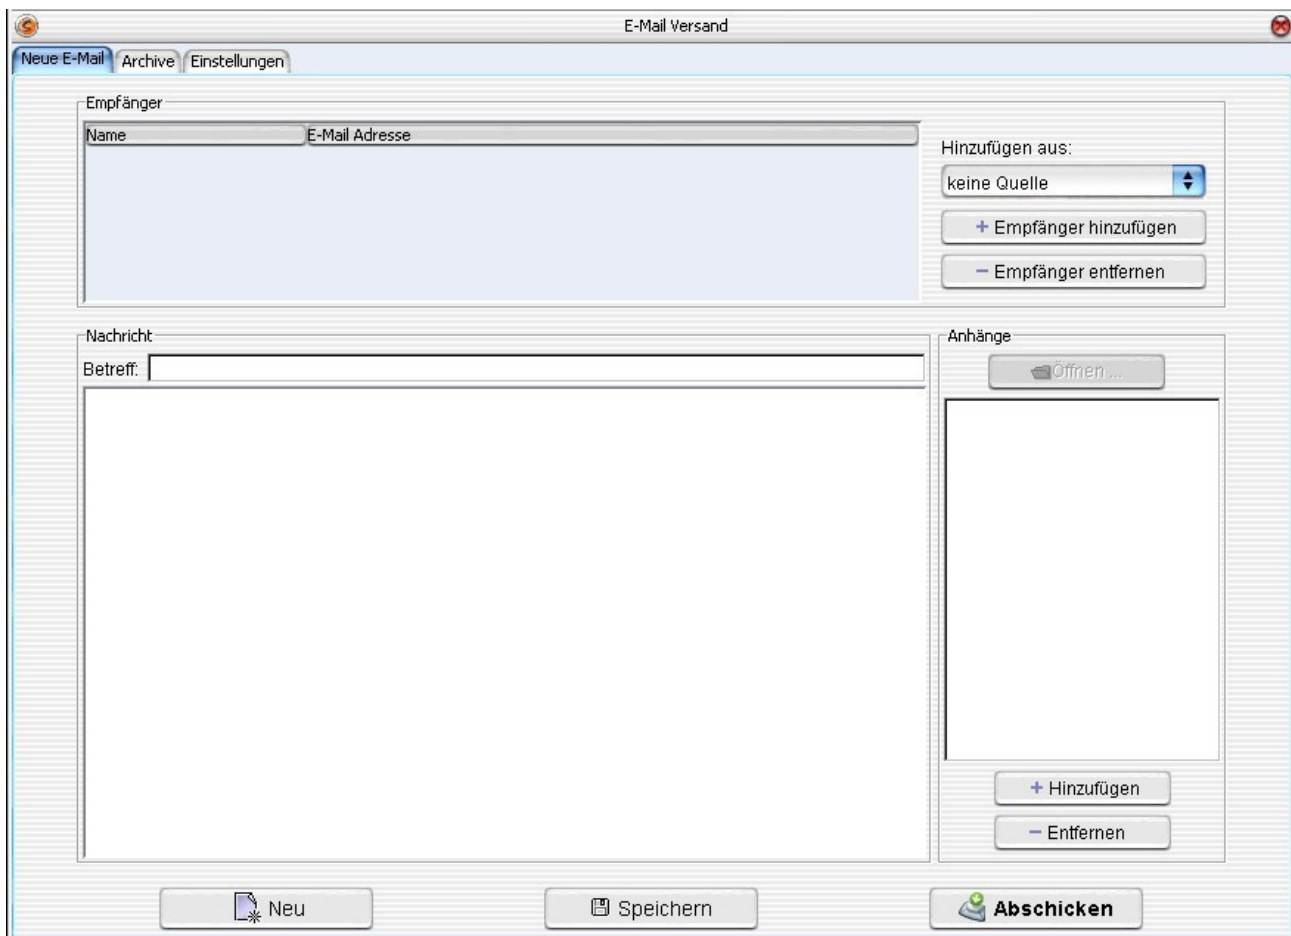 E-Mail Versand
Neue E-Mail Archive Einstellungen
Empfänger
Name E-Mail Adresse
Hinzufügen aus:
keine Quelle
+ Empfänger hinzufügen
− Empfänger entfernen
Nachricht
Betreff:
Anhänge
Öffnen ...
+ Hinzufügen
− Entfernen
Neu
Speichern
Abschicken